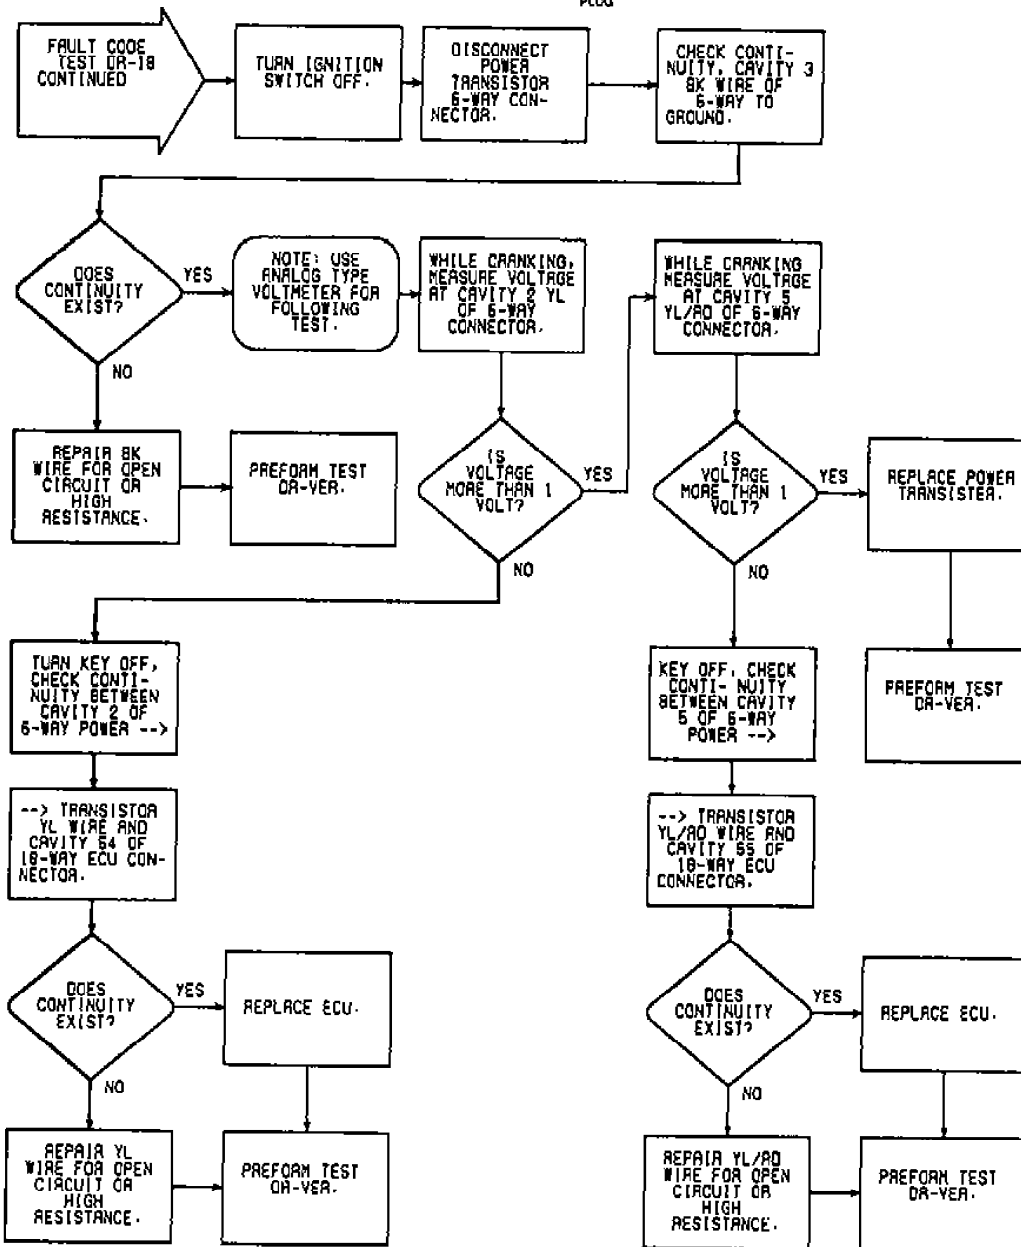 PLUG
FAULT CODE
TEST DR-18
CONTINUED
TURN IGNITION
SWITCH OFF.
DISCONNECT
POWER
TRANSISTOR
6-WAY CON-
NECTOR.
CHECK CONTI-
NUITY, CAVITY 3
BK WIRE OF
6-WAY TO
GROUND.
DOES
CONTINUITY
EXIST?
YES
NO
NOTE: USE
ANALOG TYPE
VOLTMETER FOR
FOLLOWING
TEST.
WHILE CRANKING,
MEASURE VOLTAGE
AT CAVITY 2 YL
OF 6-WAY
CONNECTOR.
WHILE CRANKING
MEASURE VOLTAGE
AT CAVITY 5
YL/RD OF 6-WAY
CONNECTOR.
REPAIR BK
WIRE FOR OPEN
CIRCUIT OR
HIGH
RESISTANCE.
PREFORM TEST
DR-VER.
IS
VOLTAGE
MORE THAN 1
VOLT?
YES
NO
IS
VOLTAGE
MORE THAN 1
VOLT?
YES
NO
REPLACE POWER
TRANSISTER.
PREFORM TEST
DR-VER.
TURN KEY OFF,
CHECK CONTI-
NUITY BETWEEN
CAVITY 2 OF
6-WAY POWER -->
KEY OFF, CHECK
CONTI- NUITY
BETWEEN CAVITY
5 OF 6-WAY
POWER -->
--> TRANSISTOR
YL WIRE AND
CAVITY 54 OF
18-WAY ECU CON-
NECTOR.
--> TRANSISTOR
YL/RD WIRE AND
CAVITY 55 OF
18-WAY ECU
CONNECTOR.
DOES
CONTINUITY
EXIST?
YES
NO
REPLACE ECU.
DOES
CONTINUITY
EXIST?
YES
NO
REPLACE ECU.
REPAIR YL
WIRE FOR OPEN
CIRCUIT OR
HIGH
RESISTANCE.
PREFORM TEST
DR-VER.
REPAIR YL/RD
WIRE FOR OPEN
CIRCUIT OR
HIGH
RESISTANCE.
PREFORM TEST
DR-VER.